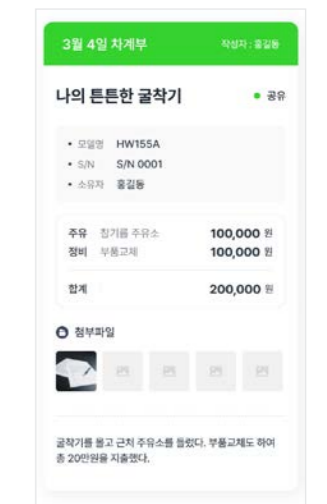 3월 4일 차계부
작성자 : 홍길동
나의 튼튼한 굴착기
공유
• 모델명 HW155A
• S/N S/N 0001
• 소유자 홍길동
주유 참기름 주유소 100,000 원
정비 부품교체 100,000 원
합계 200,000 원
첨부파일
굴착기를 몰고 근처 주유소를 들렀다. 부품교체도 하여
총 20만원을 지출했다.